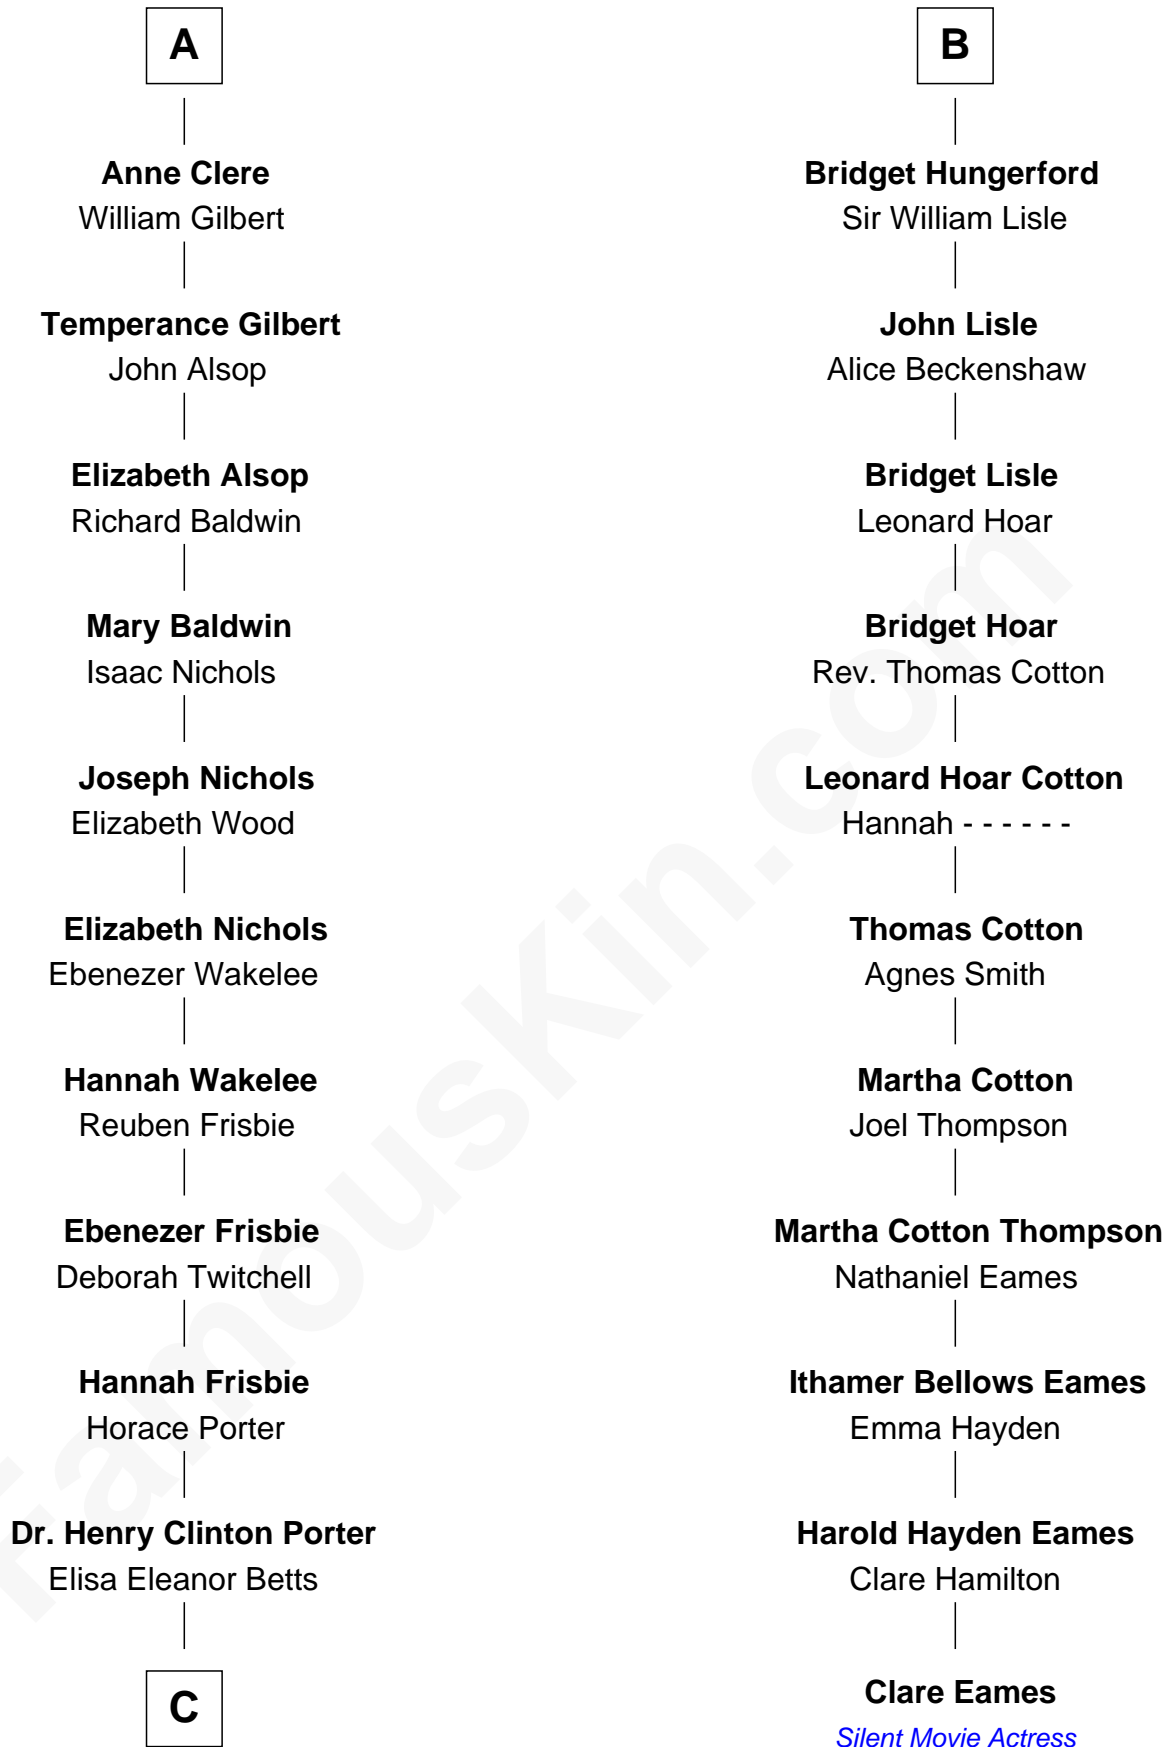 A
Anne Clere
William Gilbert
Temperance Gilbert
John Alsop
Elizabeth Alsop
Richard Baldwin
Mary Baldwin
Isaac Nichols
Joseph Nichols
Elizabeth Wood
Elizabeth Nichols
Ebenezer Wakelee
Hannah Wakelee
Reuben Frisbie
Ebenezer Frisbie
Deborah Twitchell
Hannah Frisbie
Horace Porter
Dr. Henry Clinton Porter
Elisa Eleanor Betts
C
B
Bridget Hungerford
Sir William Lisle
John Lisle
Alice Beckenshaw
Bridget Lisle
Leonard Hoar
Bridget Hoar
Rev. Thomas Cotton
Leonard Hoar Cotton
Hannah - - - - - -
Thomas Cotton
Agnes Smith
Martha Cotton
Joel Thompson
Martha Cotton Thompson
Nathaniel Eames
Ithamer Bellows Eames
Emma Hayden
Harold Hayden Eames
Clare Hamilton
Clare Eames
Silent Movie Actress
FamousKin.com